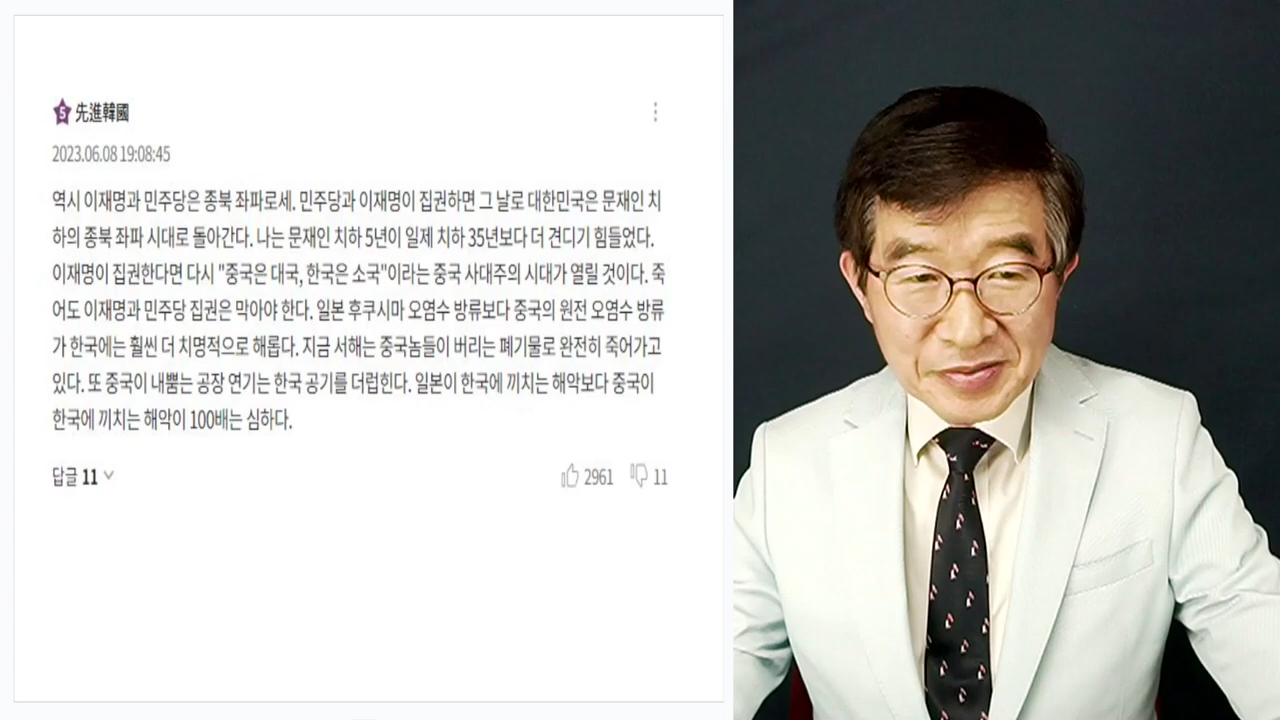 5 先進韓國
2023.06.08 19:08:45
역시 이재명과 민주당은 종북 좌파로세. 민주당과 이재명이 집권하면 그 날로 대한민국은 문재인 치
하의 종북 좌파 시대로 돌아간다. 나는 문재인 치하 5년이 일제 치하 35년보다 더 견디기 힘들었다.
이재명이 집권한다면 다시 "중국은 대국, 한국은 소국"이라는 중국 사대주의 시대가 열릴 것이다. 죽
어도 이재명과 민주당 집권은 막아야 한다. 일본 후쿠시마 오염수 방류보다 중국의 원전 오염수 방류
가 한국에는 훨씬 더 치명적으로 해롭다. 지금 서해는 중국놈들이 버리는 폐기물로 완전히 죽어가고
있다. 또 중국이 내뿜는 공장 연기는 한국 공기를 더럽힌다. 일본이 한국에 끼치는 해악보다 중국이
한국에 끼치는 해악이 100배는 심하다.
답글 11 2961 11